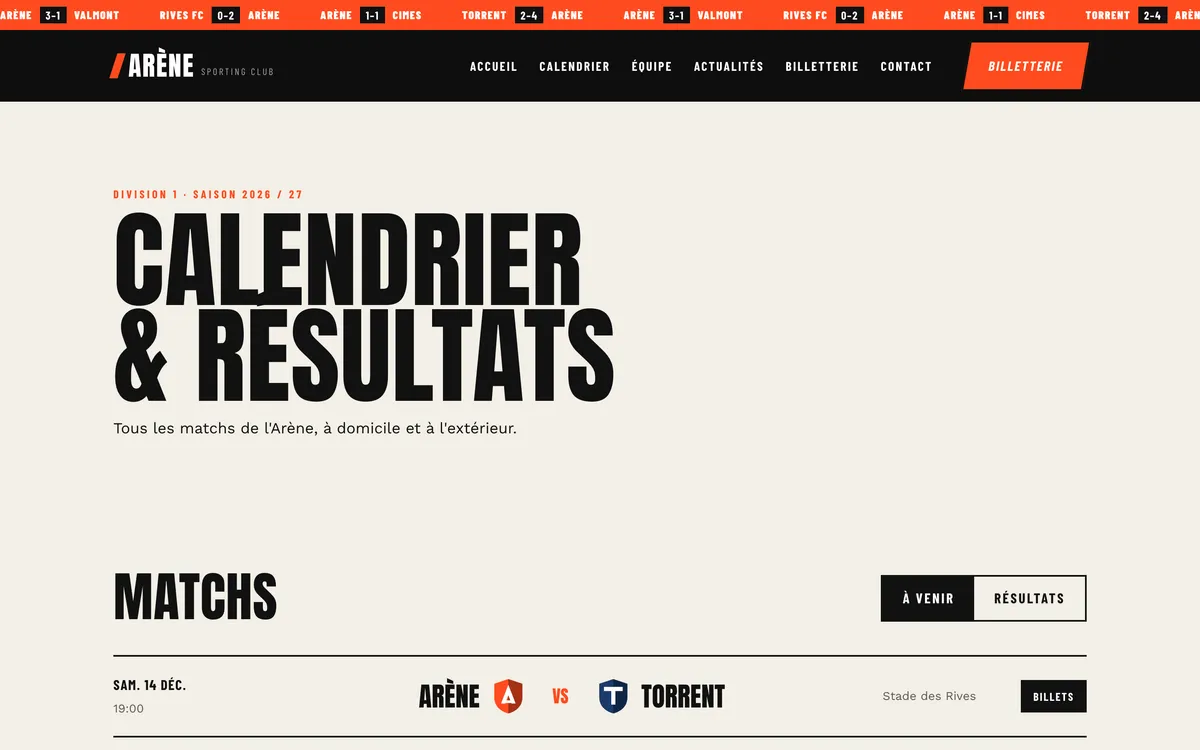 ARÈNE 3–1 VALMONT RIVES FC 0–2 ARÈNE ARÈNE 1–1 CIMES TORRENT 2–4 ARÈNE ARÈNE 3–1 VALMONT RIVES FC 0–2 ARÈNE ARÈNE 1–1 CIMES TORRENT 2–4
ARÈNE SPORTING CLUB
ACCUEIL CALENDRIER ÉQUIPE ACTUALITÉS BILLETTERIE CONTACT BILLETTERIE
DIVISION 1 · SAISON 2026 / 27
CALENDRIER
& RÉSULTATS
Tous les matchs de l'Arène, à domicile et à l'extérieur.
MATCHS
À VENIR RÉSULTATS
SAM. 14 DÉC.
19:00
ARÈNE A VS T TORRENT
Stade des Rives
BILLETS